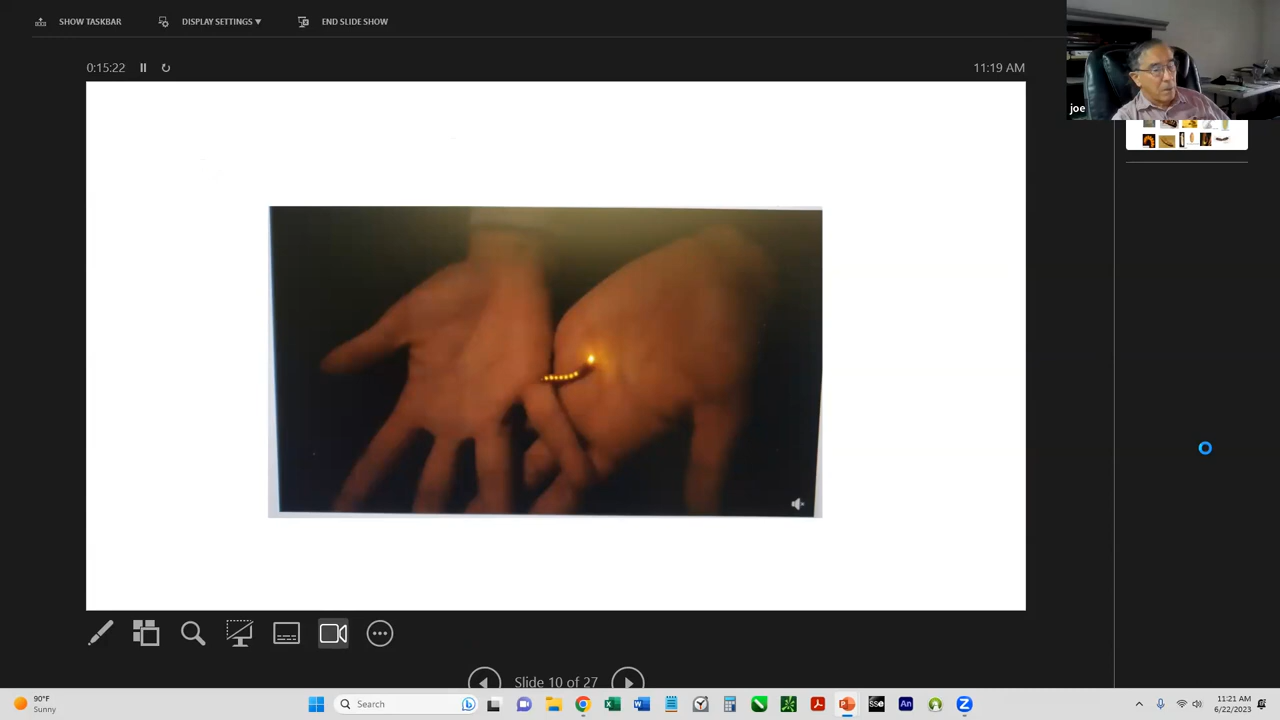 SHOW TASKBAR
DISPLAY SETTINGS ▾
END SLIDE SHOW
0:15:22
11:19 AM
joe
Slide 10 of 27
90°F
Sunny
Search
11:21 AM
6/22/2023